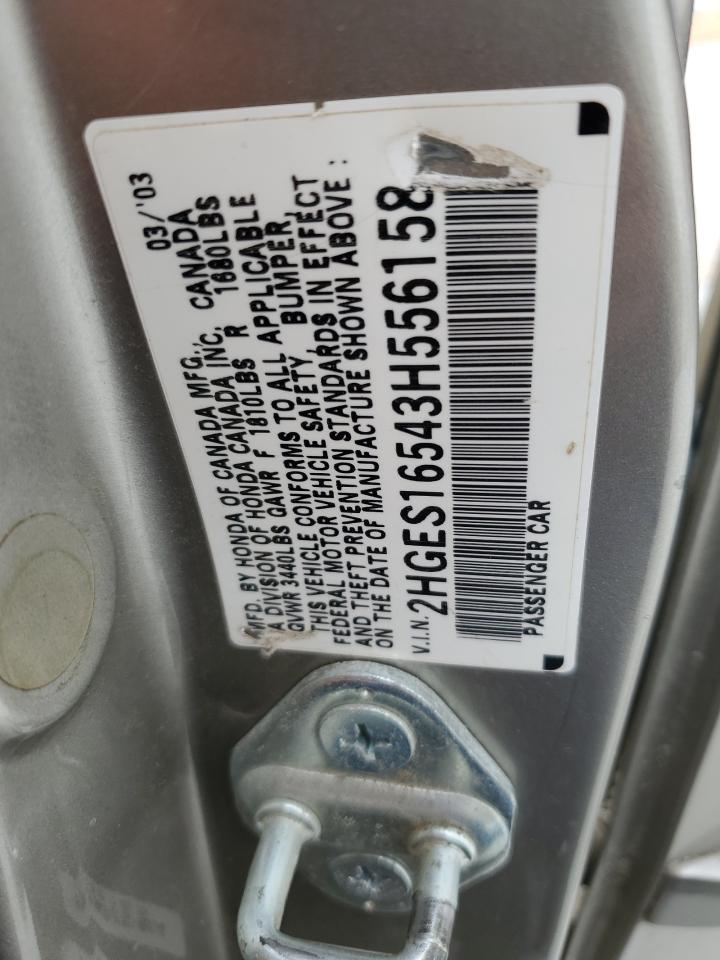 03/'03
MFD. BY HONDA OF CANADA MFG., CANADA
A DIVISION OF HONDA CANADA INC.
GVWR 3440LBS GAWR F 1810LBS R 1680LBS
THIS VEHICLE CONFORMS TO ALL APPLICABLE
FEDERAL MOTOR VEHICLE SAFETY, BUMPER,
AND THEFT PREVENTION STANDARDS IN EFFECT
ON THE DATE OF MANUFACTURE SHOWN ABOVE :
V.I.N. 2HGES16543H556158
PASSENGER CAR